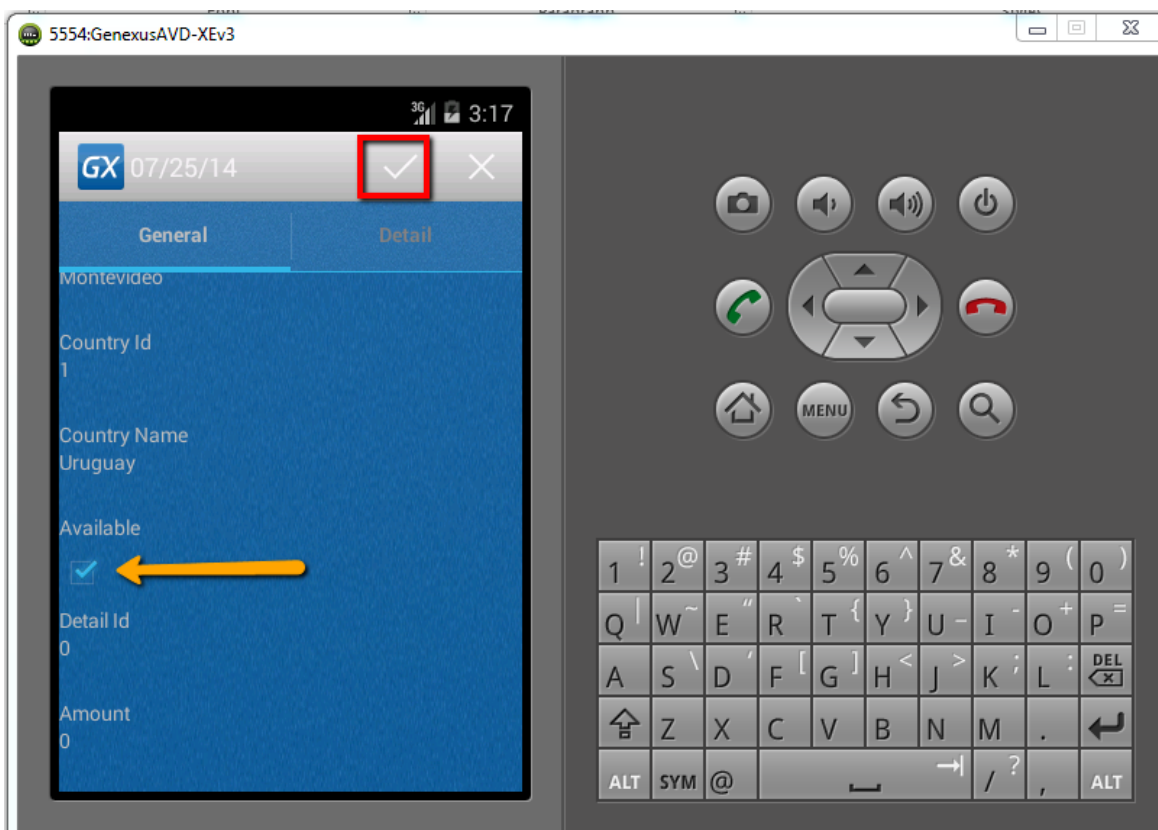 5554:GenexusAVD-XEv3
3G 3:17
GX 07/25/14
General Detail
Montevideo
Country Id
1
Country Name
Uruguay
Available
Detail Id
0
Amount
0
MENU
1 ! 2 @ 3 # 4 $ 5 % 6 ^ 7 & 8 * 9 ( 0 )
Q | W ~ E " R ` T { Y } U _ I - O + P =
A S \ D ' F [ G ] H < J > K ; L : DEL
Z X C V B N M .
ALT SYM @ / ? , ALT